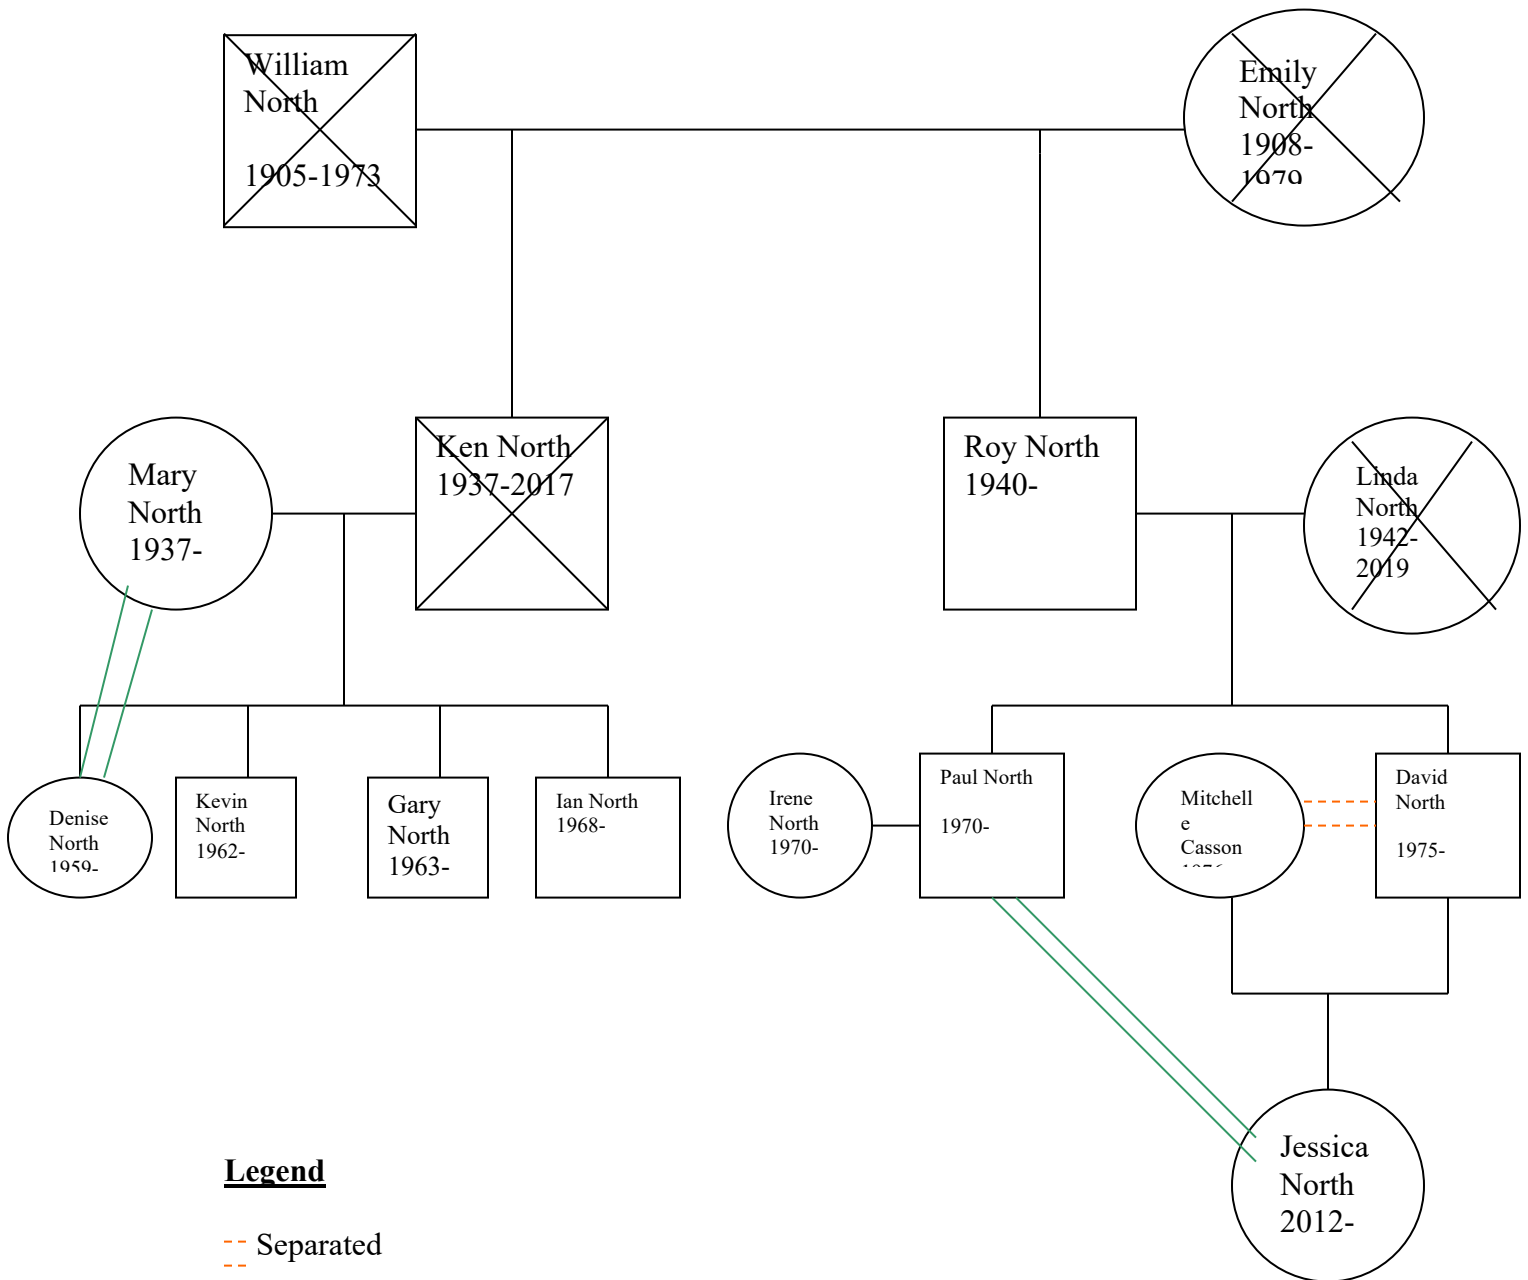 William
North
1905-1973
Emily
North
1908-
1979
Mary
North
1937-
Ken North
1937-2017
Roy North
1940-
Linda
North
1942-
2019
Denise
North
1959-
Kevin
North
1962-
Gary
North
1963-
Ian North
1968-
Irene
North
1970-
Paul North
1970-
Mitchell
e
Casson
David
North
1975-
Jessica
North
2012-
Legend
Separated